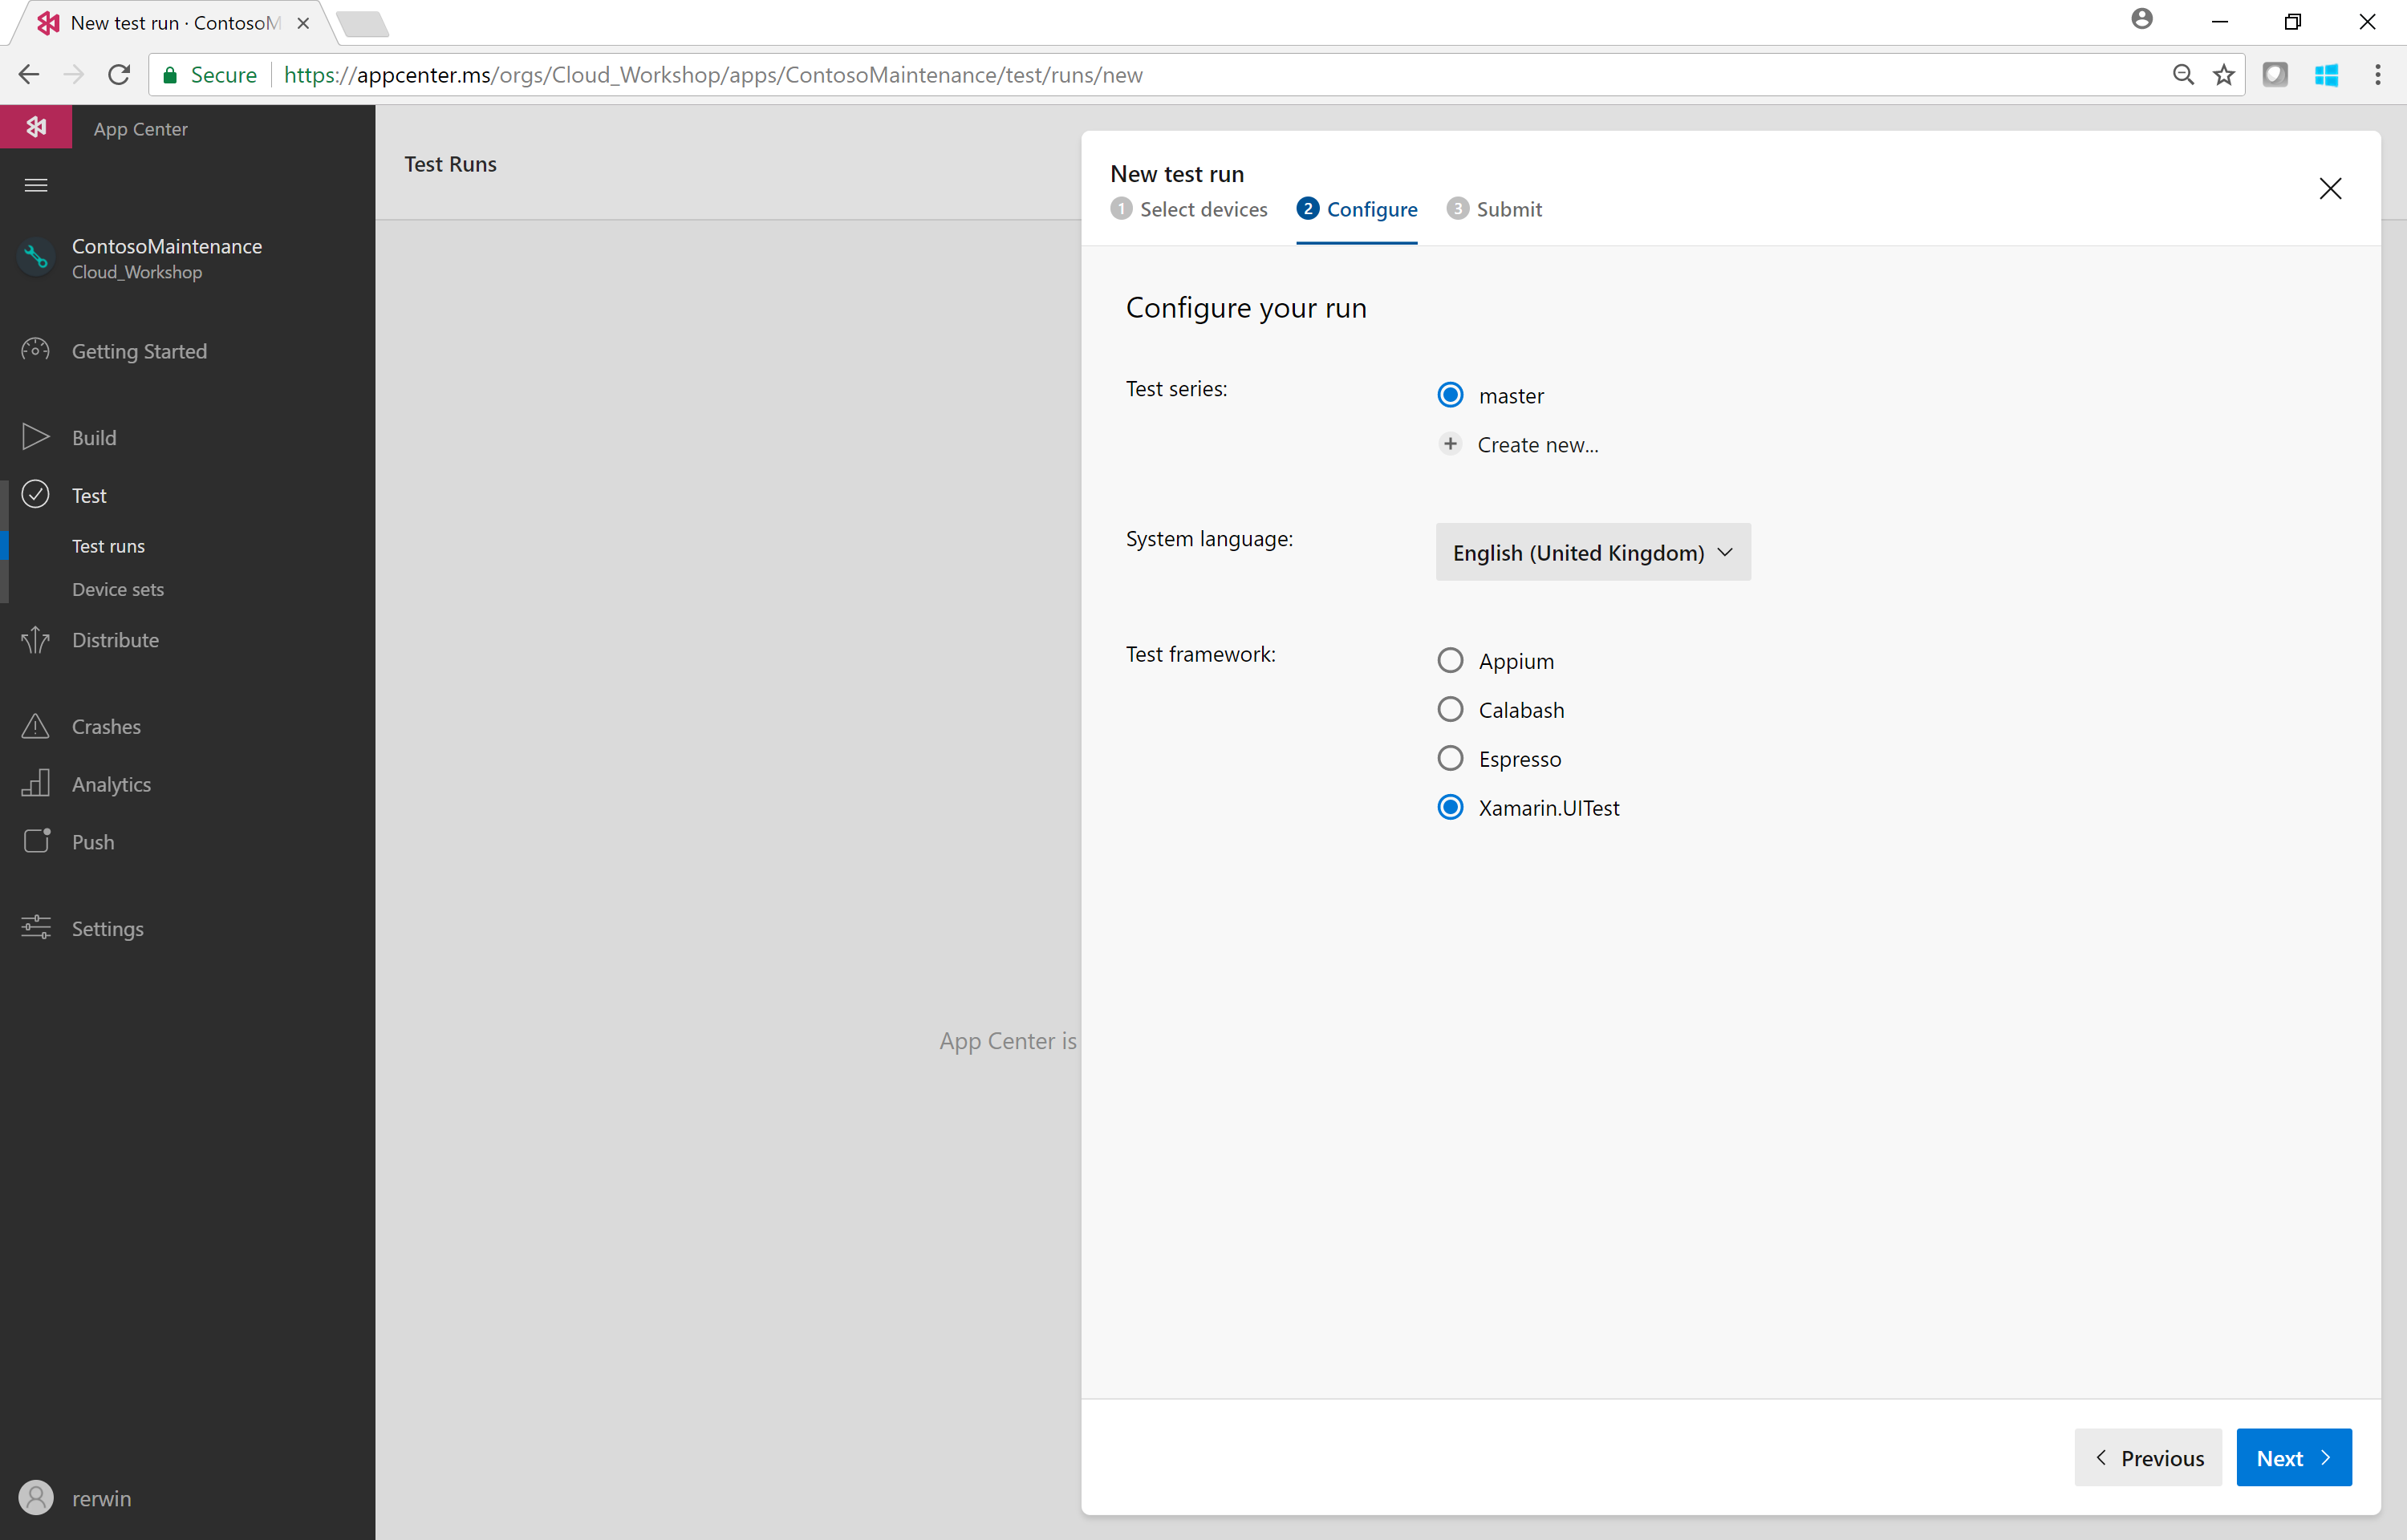 New test run · ContosoM
Secure
https://appcenter.ms/orgs/Cloud_Workshop/apps/ContosoMaintenance/test/runs/new
App Center
ContosoMaintenance
Cloud_Workshop
Getting Started
Build
Test
Test runs
Device sets
Distribute
Crashes
Analytics
Push
Settings
rerwin
Test Runs
App Center is
New test run
1 Select devices 2 Configure 3 Submit
Configure your run
Test series:
master
Create new...
System language:
English (United Kingdom)
Test framework:
Appium
Calabash
Espresso
Xamarin.UITest
Previous
Next